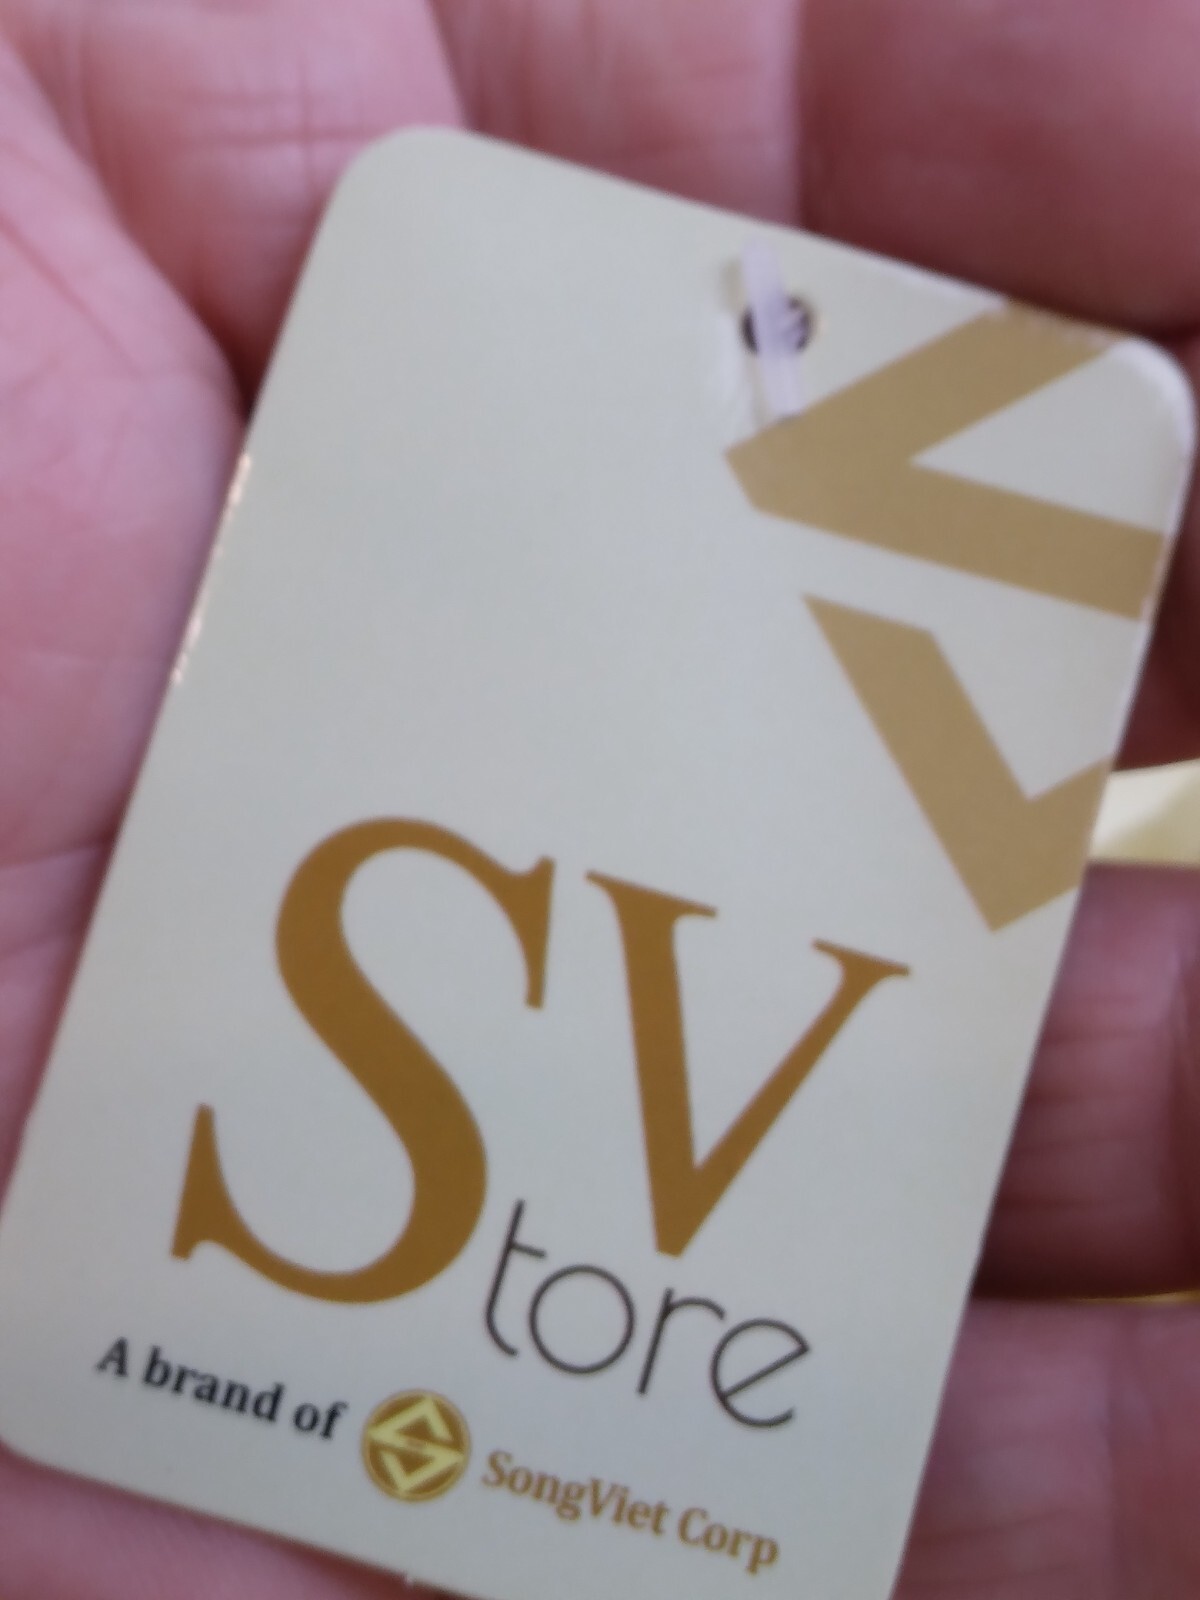 SV
tore
A brand of SongViet Corp